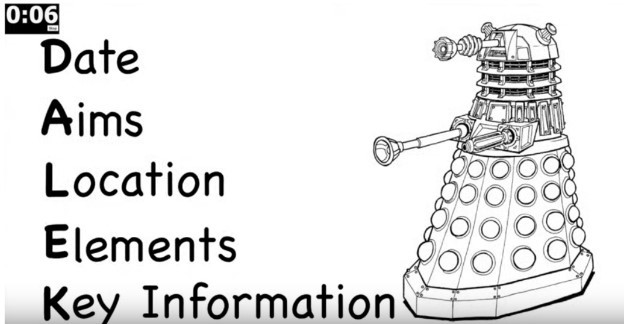 0:06
Date
Aims
Location
Elements
Key Information